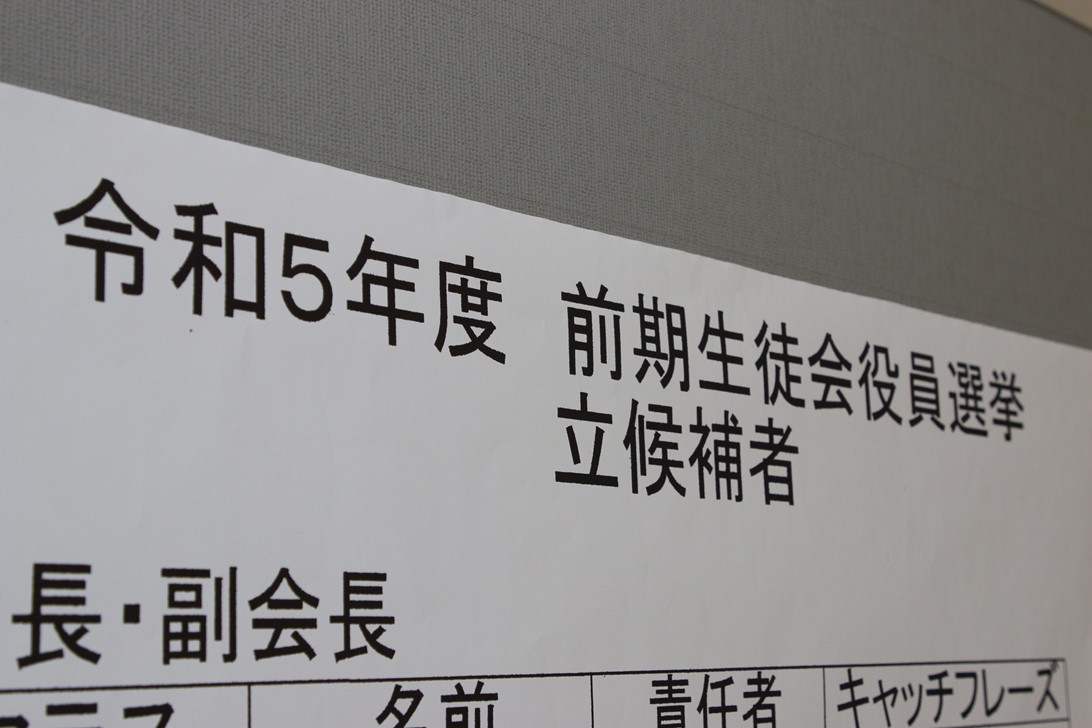 令和5年度 前期生徒会役員選挙
立候補者
長・副会長
名前 責任者 キャッチフレーズ